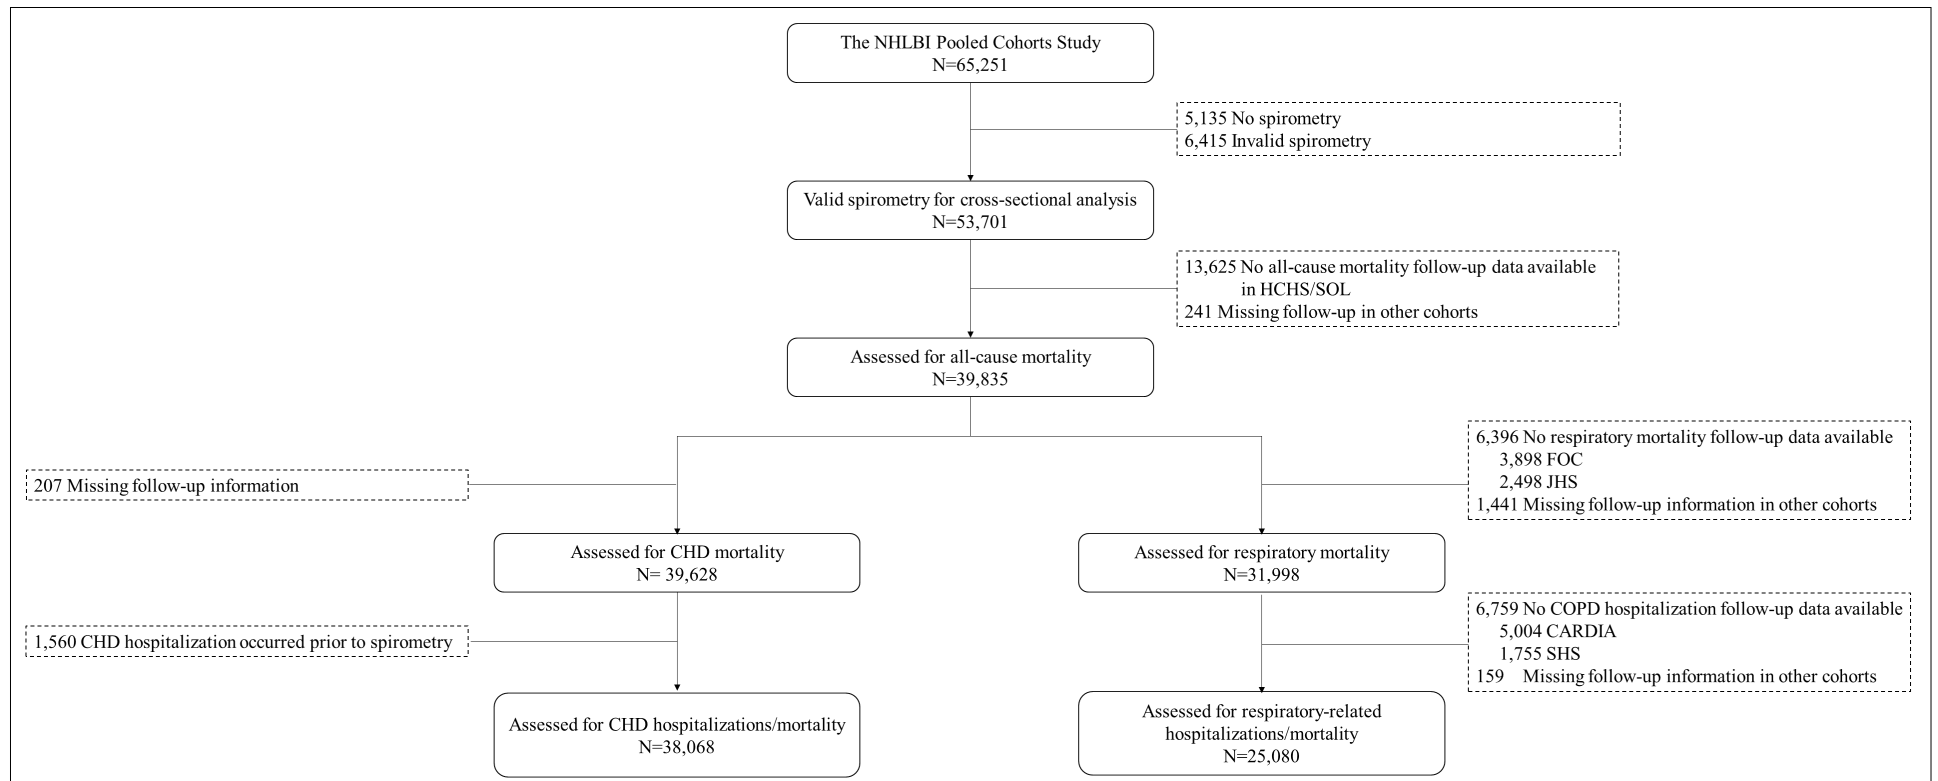 The NHLBI Pooled Cohorts Study
N=65,251
5,135 No spirometry
6,415 Invalid spirometry
Valid spirometry for cross-sectional analysis
N=53,701
13,625 No all-cause mortality follow-up data available
in HCHS/SOL
241 Missing follow-up in other cohorts
Assessed for all-cause mortality
N=39,835
207 Missing follow-up information
6,396 No respiratory mortality follow-up data available
3,898 FOC
2,498 JHS
1,441 Missing follow-up information in other cohorts
Assessed for CHD mortality
N= 39,628
Assessed for respiratory mortality
N=31,998
1,560 CHD hospitalization occurred prior to spirometry
6,759 No COPD hospitalization follow-up data available
5,004 CARDIA
1,755 SHS
159 Missing follow-up information in other cohorts
Assessed for CHD hospitalizations/mortality
N=38,068
Assessed for respiratory-related
hospitalizations/mortality
N=25,080